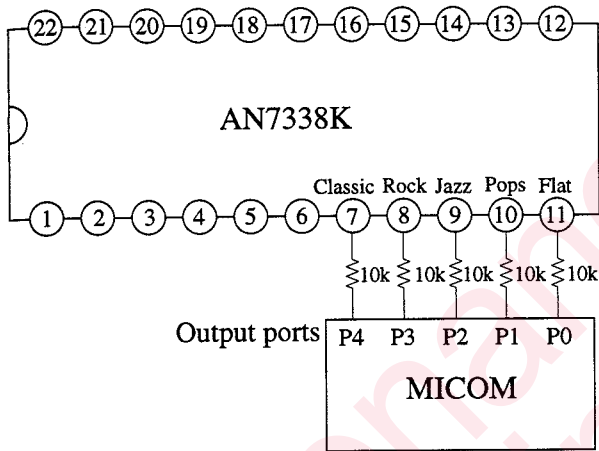 22 21 20 19 18 17 16 15 14 13 12
AN7338K
Classic Rock Jazz Pops Flat
1 2 3 4 5 6 7 8 9 10 11
10k 10k 10k 10k 10k
Output ports P4 P3 P2 P1 P0
MICOM